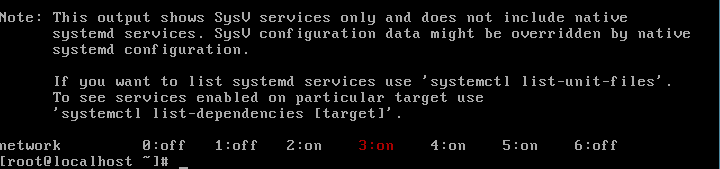 Note: This output shows SysV services only and does not include native
systemd services. SysV configuration data might be overridden by native
systemd configuration.
If you want to list systemd services use 'systemctl list-unit-files'.
To see services enabled on particular target use
'systemctl list-dependencies [target]'.
network 0:off 1:off 2:on 3:on 4:on 5:on 6:off
[root@localhost ~]# _